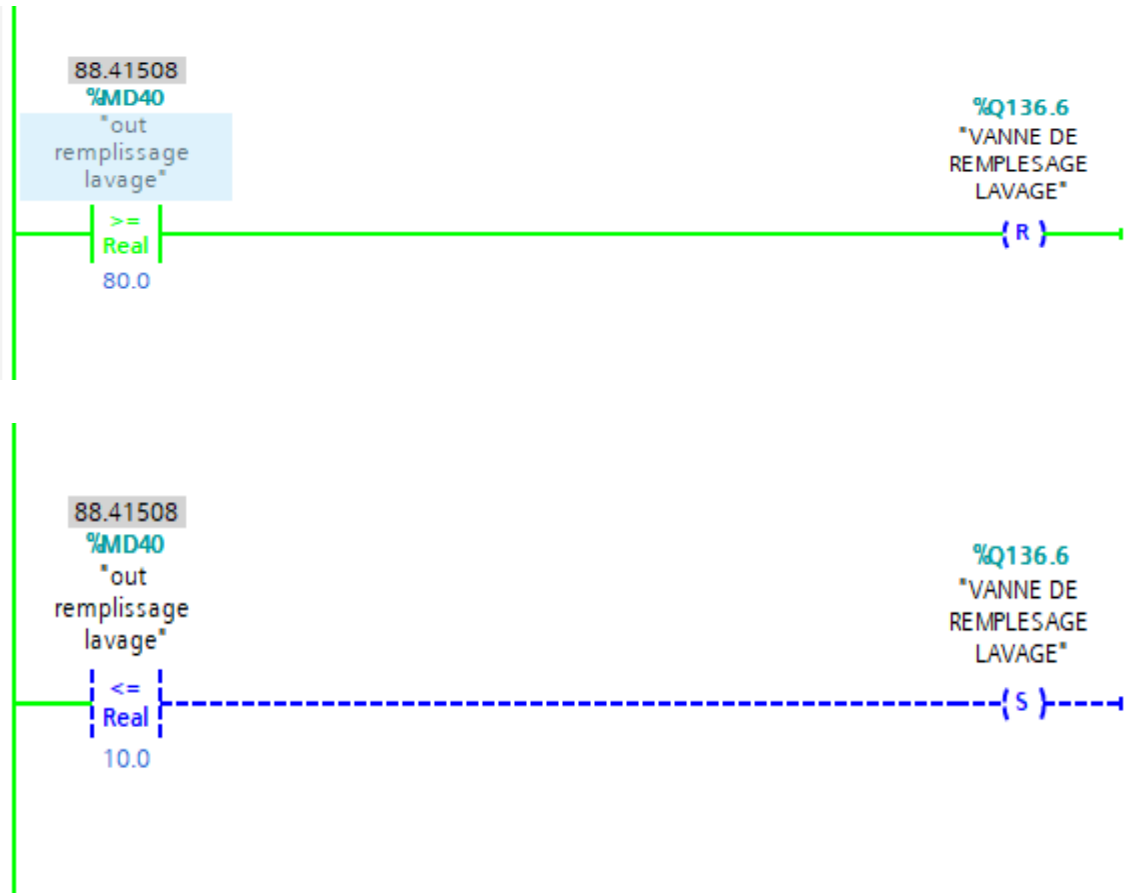 88.41508
%MD40
"out
remplissage
lavage"
>=
Real
80.0
%Q136.6
"VANNE DE
REMPLESAGE
LAVAGE"
( R )
88.41508
%MD40
"out
remplissage
lavage"
<=
Real
10.0
%Q136.6
"VANNE DE
REMPLESAGE
LAVAGE"
( S )